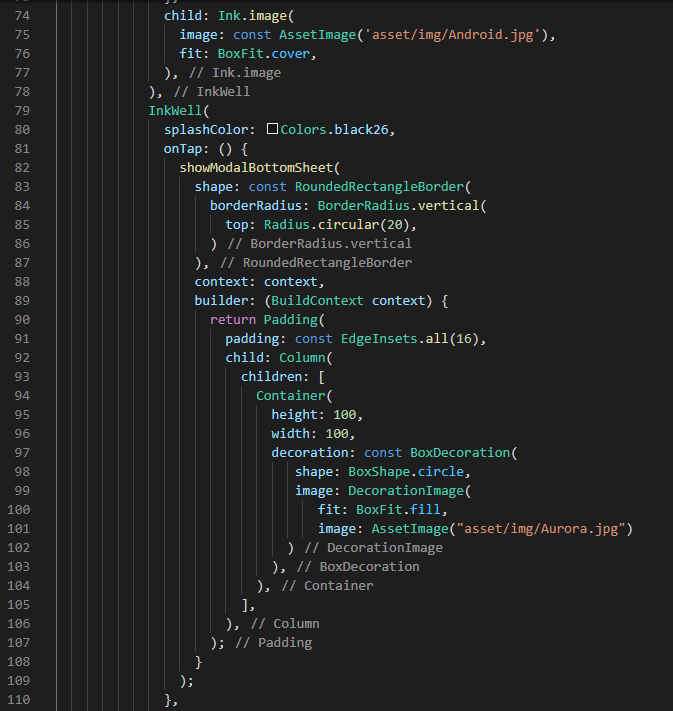 74 child: Ink.image(
75 image: const AssetImage('asset/img/Android.jpg'),
76 fit: BoxFit.cover,
77 ), // Ink.image
78 ), // InkWell
79 InkWell(
80 splashColor: Colors.black26,
81 onTap: () {
82 showModalBottomSheet(
83 shape: const RoundedRectangleBorder(
84 borderRadius: BorderRadius.vertical(
85 top: Radius.circular(20),
86 ) // BorderRadius.vertical
87 ), // RoundedRectangleBorder
88 context: context,
89 builder: (BuildContext context) {
90 return Padding(
91 padding: const EdgeInsets.all(16),
92 child: Column(
93 children: [
94 Container(
95 height: 100,
96 width: 100,
97 decoration: const BoxDecoration(
98 shape: BoxShape.circle,
99 image: DecorationImage(
100 fit: BoxFit.fill,
101 image: AssetImage("asset/img/Aurora.jpg")
102 ) // DecorationImage
103 ), // BoxDecoration
104 ), // Container
105 ],
106 ), // Column
107 ); // Padding
108 }
109 );
110 },